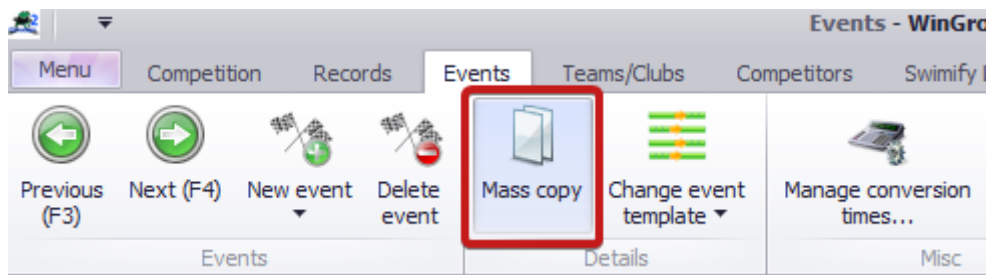 Events - WinGro
Menu Competition Records Events Teams/Clubs Competitors Swimify
Previous (F3)
Next (F4)
New event
Delete event
Mass copy
Change event template
Manage conversion times...
Events Details Misc